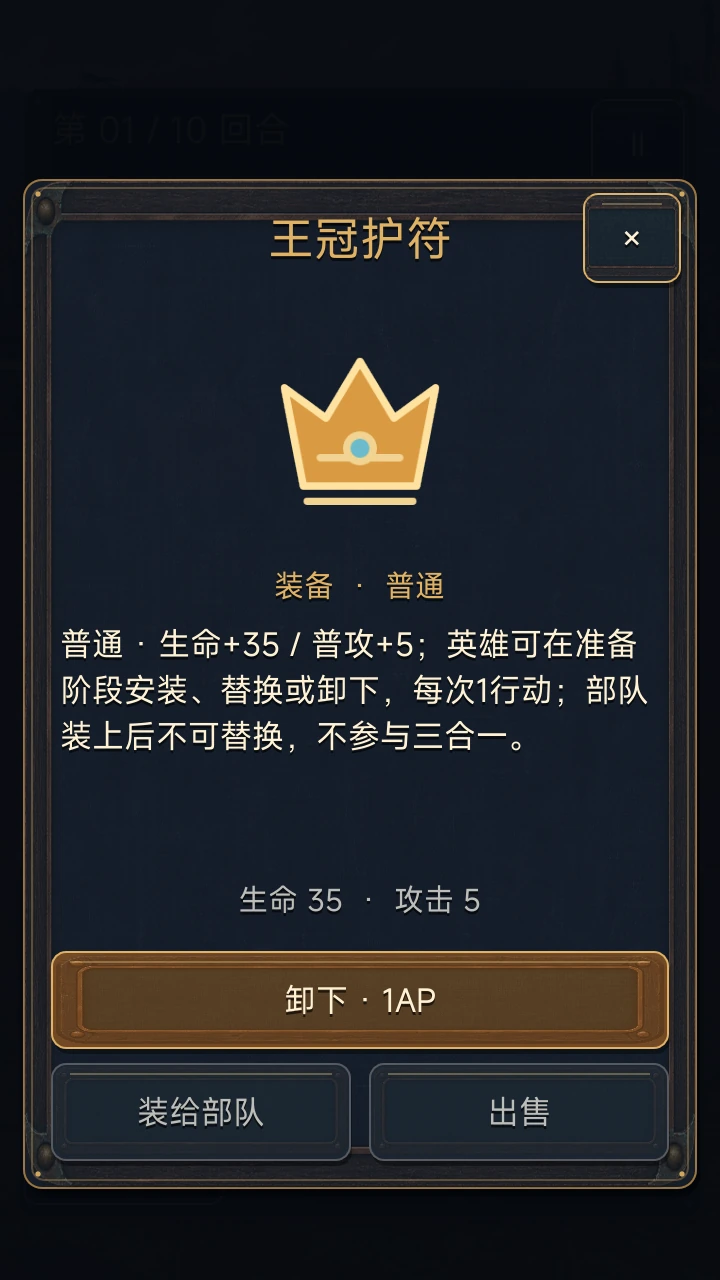 第 01 / 10 回合
王冠护符
×
装备 · 普通
普通 · 生命+35 / 普攻+5；英雄可在准备
阶段安装、替换或卸下，每次1行动；部队
装上后不可替换，不参与三合一。
生命 35 · 攻击 5
卸下 · 1AP
装给部队
出售